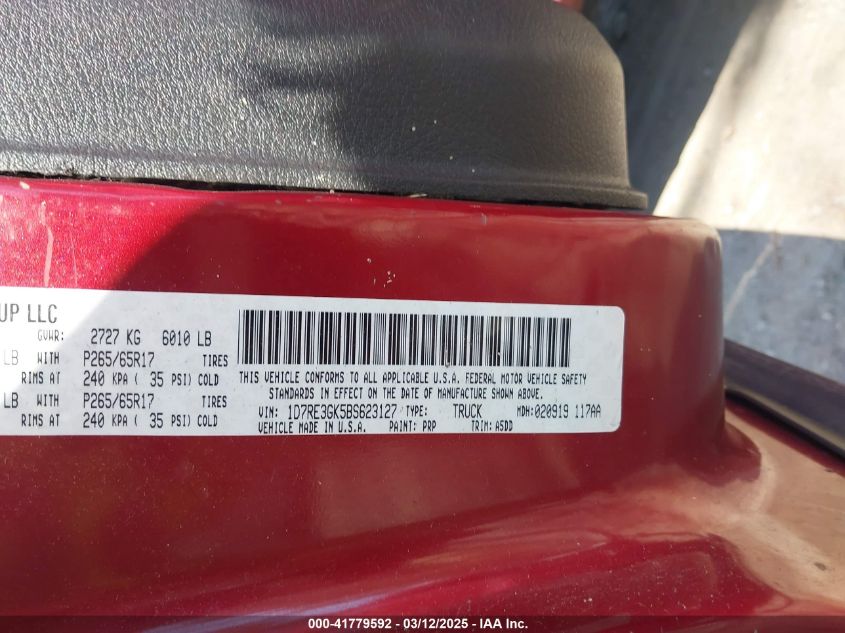 UP LLC
GVWR: 2727 KG 6010 LB
LB WITH P265/65R17 TIRES
RIMS AT 240 KPA ( 35 PSI) COLD
LB WITH P265/65R17 TIRES
RIMS AT 240 KPA ( 35 PSI) COLD
THIS VEHICLE CONFORMS TO ALL APPLICABLE U.S.A. FEDERAL MOTOR VEHICLE SAFETY
STANDARDS IN EFFECT ON THE DATE OF MANUFACTURE SHOWN ABOVE.
VIN: 1D7RE3GK5BS623127 TYPE: TRUCK MDH:020919 117AA
VEHICLE MADE IN U.S.A. PAINT: PRP TRIM: A5DD
000-41779592 - 03/12/2025 - IAA Inc.